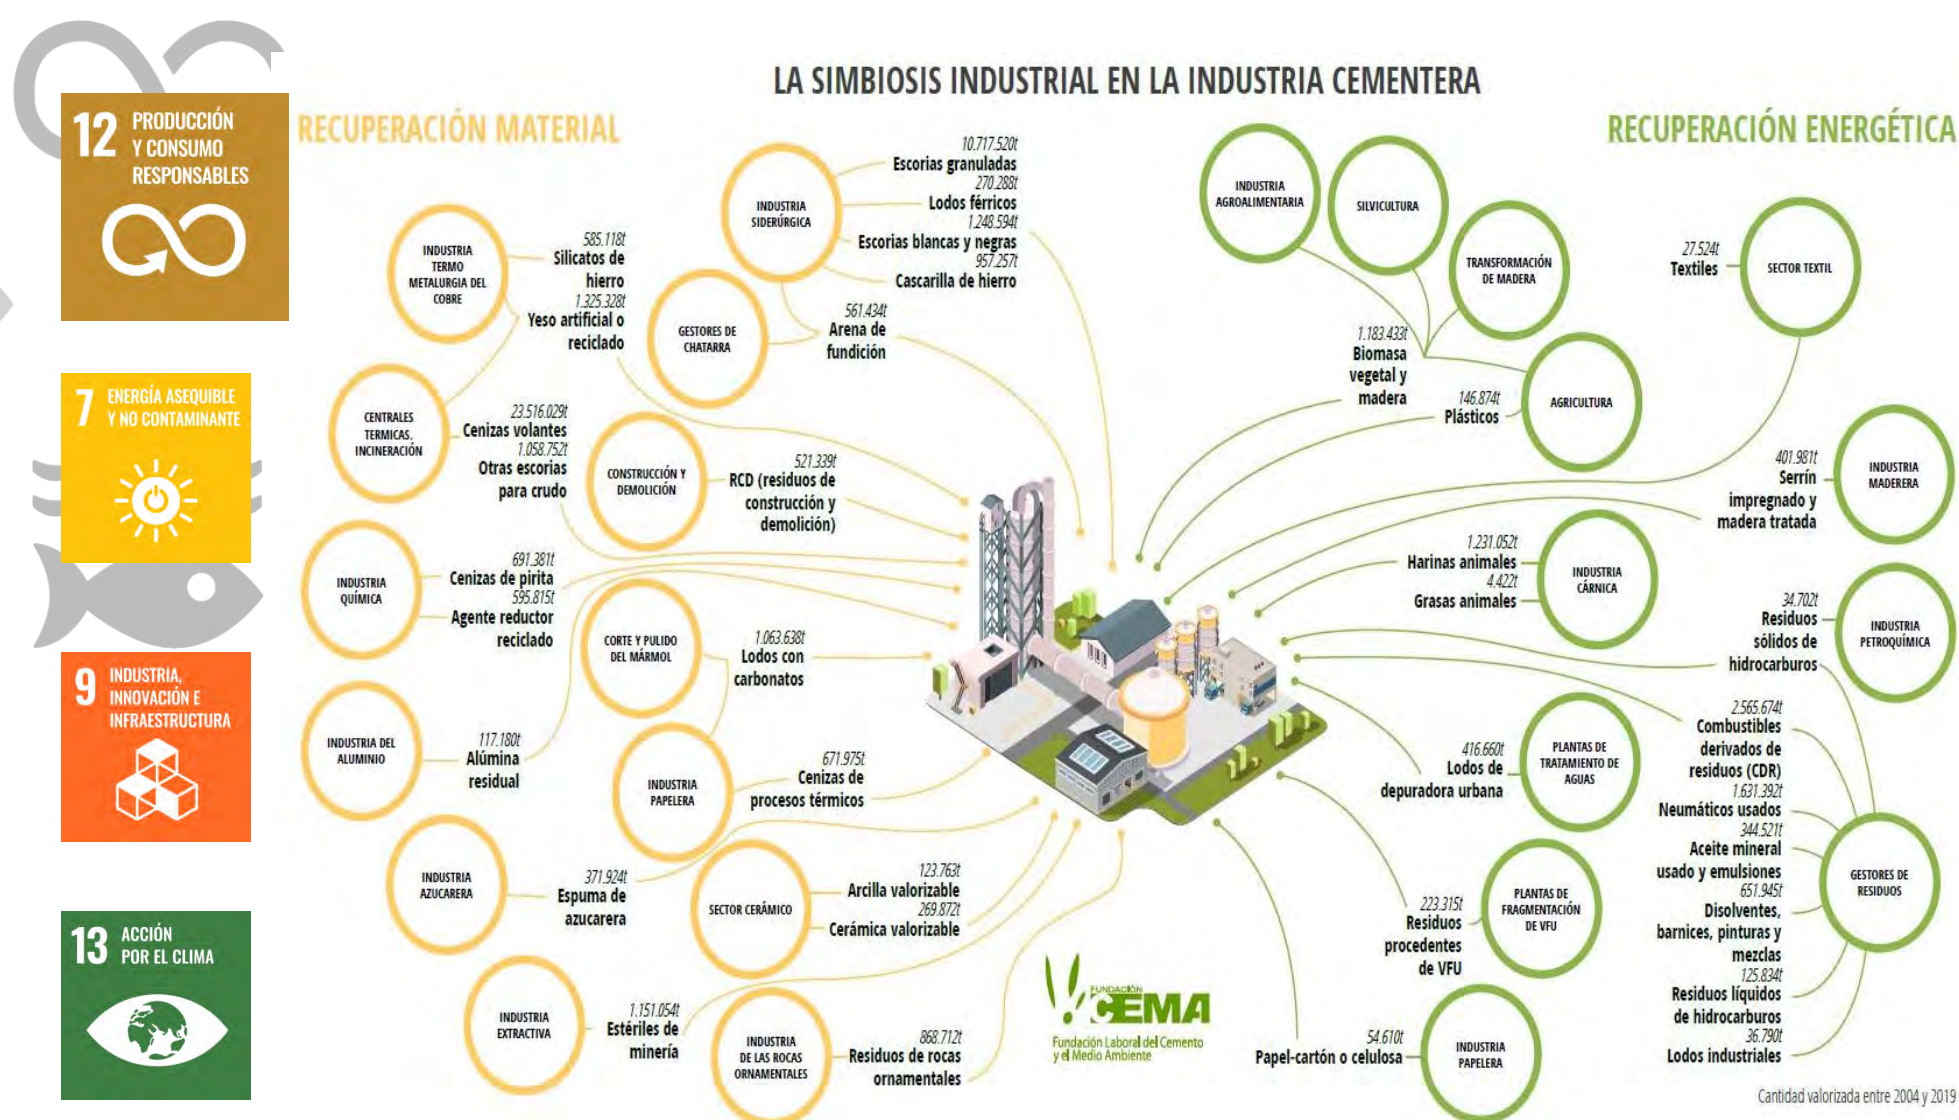 LA SIMBIOSIS INDUSTRIAL EN LA INDUSTRIA CEMENTERA
12 PRODUCCIÓN
Y CONSUMO
RESPONSABLES
7 ENERGÍA ASEQUIBLE
Y NO CONTAMINANTE
9 INDUSTRIA,
INNOVACIÓN E
INFRAESTRUCTURA
13 ACCIÓN
POR EL CLIMA
RECUPERACIÓN MATERIAL
INDUSTRIA
SIDERÚRGICA
10.717.520t
Escorias granuladas
270.288t
Lodos férricos
1.248.594t
Escorias blancas y negras
957.257t
Cascarilla de hierro
INDUSTRIA
TERMO
METALURGIA DEL
COBRE
585.118t
Silicatos de
hierro
1.325.328t
Yeso artificial o
reciclado
GESTORES DE
CHATARRA
561.434t
Arena de
fundición
CENTRALES
TERMICAS.
INCINERACIÓN
23.516.029t
Cenizas volantes
1.058.752t
Otras escorias
para crudo
CONSTRUCCIÓN Y
DEMOLICIÓN
521.339t
RCD (residuos de
construcción y
demolición)
INDUSTRIA
QUÍMICA
691.381t
Cenizas de pirita
595.815t
Agente reductor
reciclado
CORTE Y PULIDO
DEL MÁRMOL
1.063.638t
Lodos con
carbonatos
INDUSTRIA DEL
ALUMINIO
117.180t
Alúmina
residual
INDUSTRIA
PAPELERA
671.975t
Cenizas de
procesos térmicos
INDUSTRIA
AZUCARERA
371.924t
Espuma de
azucarera
SECTOR CERÁMICO
123.763t
Arcilla valorizable
269.872t
Cerámica valorizable
INDUSTRIA
EXTRACTIVA
1.151.054t
Estériles de
minería
INDUSTRIA
DE LAS ROCAS
ORNAMENTALES
868.712t
Residuos de rocas
ornamentales
RECUPERACIÓN ENERGÉTICA
INDUSTRIA
AGROALIMENTARIA
SILVICULTURA
TRANSFORMACIÓN
DE MADERA
1.183.433t
Biomasa
vegetal y
madera
AGRICULTURA
146.874t
Plásticos
27.524t
Textiles
SECTOR TEXTIL
401.981t
Serrín
impregnado y
madera tratada
INDUSTRIA
MADERERA
1.231.052t
Harinas animales
4.422t
Grasas animales
INDUSTRIA
CÁRNICA
34.702t
Residuos
sólidos de
hidrocarburos
INDUSTRIA
PETROQUÍMICA
416.660t
Lodos de
depuradora urbana
PLANTAS DE
TRATAMIENTO DE
AGUAS
2.565.674t
Combustibles
derivados de
residuos (CDR)
1.631.392t
Neumáticos usados
344.521t
Aceite mineral
usado y emulsiones
651.945t
Disolventes,
barnices, pinturas y
mezclas
125.834t
Residuos líquidos
de hidrocarburos
36.790t
Lodos industriales
GESTORES DE
RESIDUOS
223.315t
Residuos
procedentes
de VFU
PLANTAS DE
FRAGMENTACIÓN
DE VFU
54.610t
Papel-cartón o celulosa
INDUSTRIA
PAPELERA
FUNDACIÓN
CEMA
Fundación Laboral del Cemento
y el Medio Ambiente
Cantidad valorizada entre 2004 y 2019